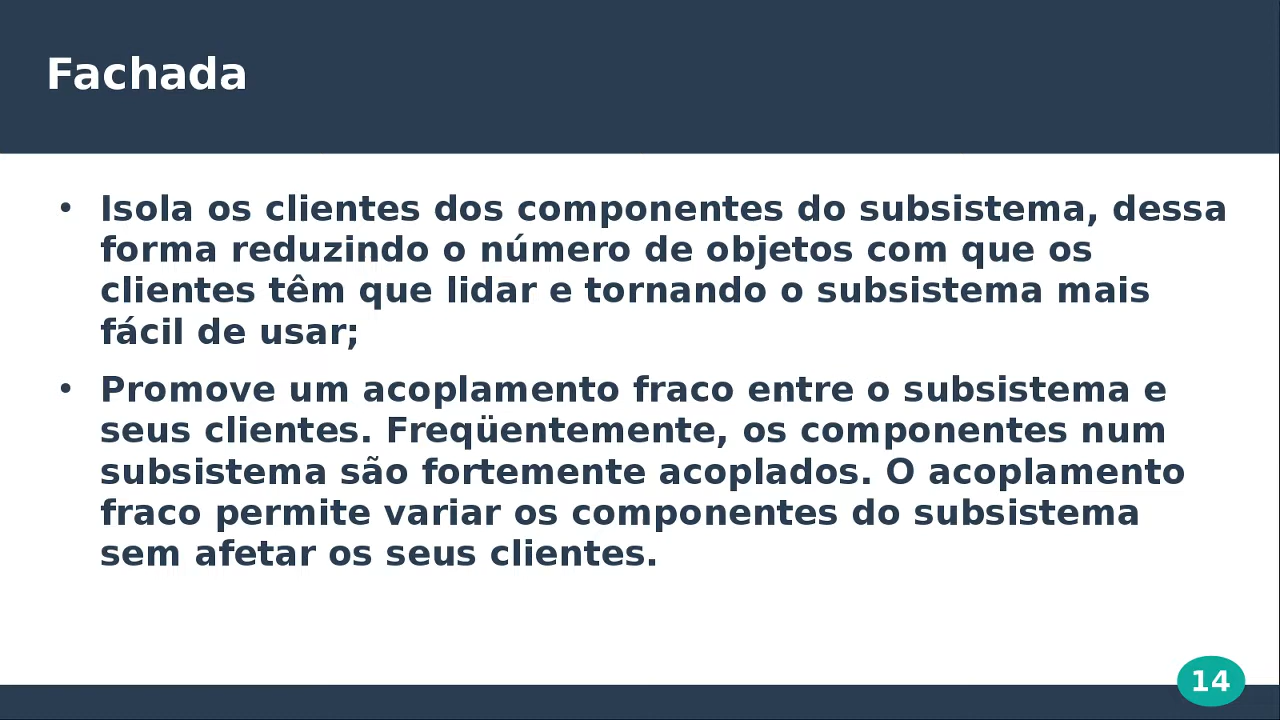 Fachada
• Isola os clientes dos componentes do subsistema, dessa
forma reduzindo o número de objetos com que os
clientes têm que lidar e tornando o subsistema mais
fácil de usar;
• Promove um acoplamento fraco entre o subsistema e
seus clientes. Freqüentemente, os componentes num
subsistema são fortemente acoplados. O acoplamento
fraco permite variar os componentes do subsistema
sem afetar os seus clientes.
14